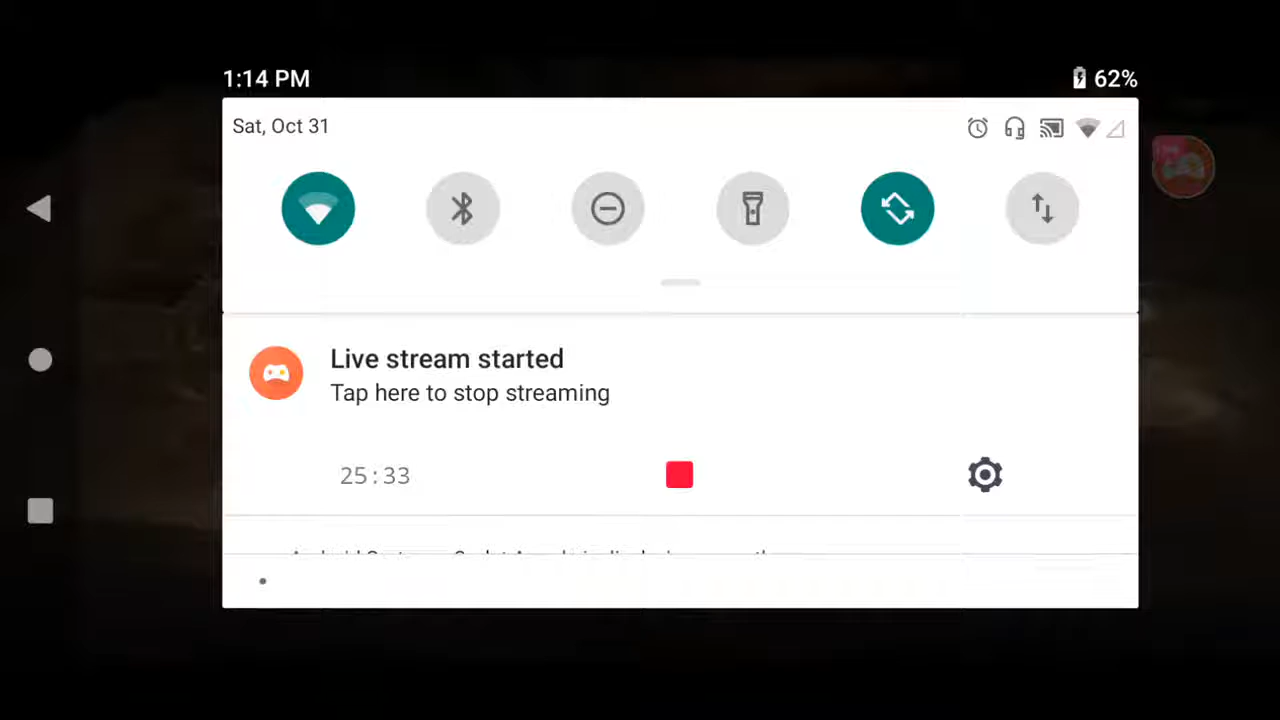 1:14 PM
62%
Sat, Oct 31
Live stream started
Tap here to stop streaming
25:33